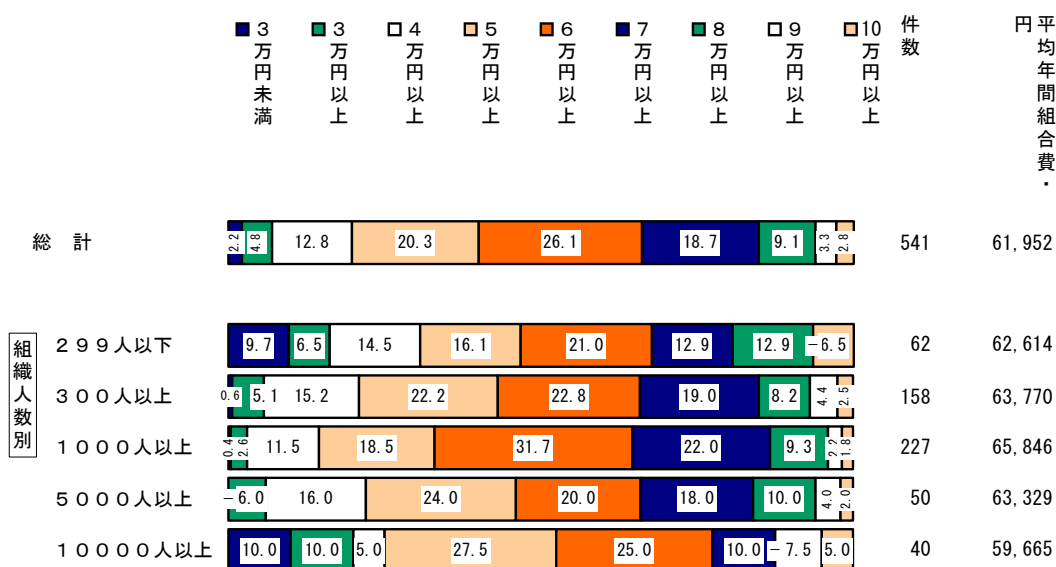 ３万円未満
３万円以上
４万円以上
５万円以上
６万円以上
７万円以上
８万円以上
９万円以上
10万円以上
件数
平均年間組合費・円
総　計 2.2 4.8 12.8 20.3 26.1 18.7 9.1 3.3 2.8 541 61,952
組織人数別
２９９人以下 9.7 6.5 14.5 16.1 21.0 12.9 12.9 － 6.5 62 62,614
３００人以上 0.6 5.1 15.2 22.2 22.8 19.0 8.2 4.4 2.5 158 63,770
１０００人以上 0.4 2.6 11.5 18.5 31.7 22.0 9.3 2.2 1.8 227 65,846
５０００人以上 － 6.0 16.0 24.0 20.0 18.0 10.0 4.0 2.0 50 63,329
１００００人以上 10.0 10.0 5.0 27.5 25.0 10.0 － 7.5 5.0 40 59,665